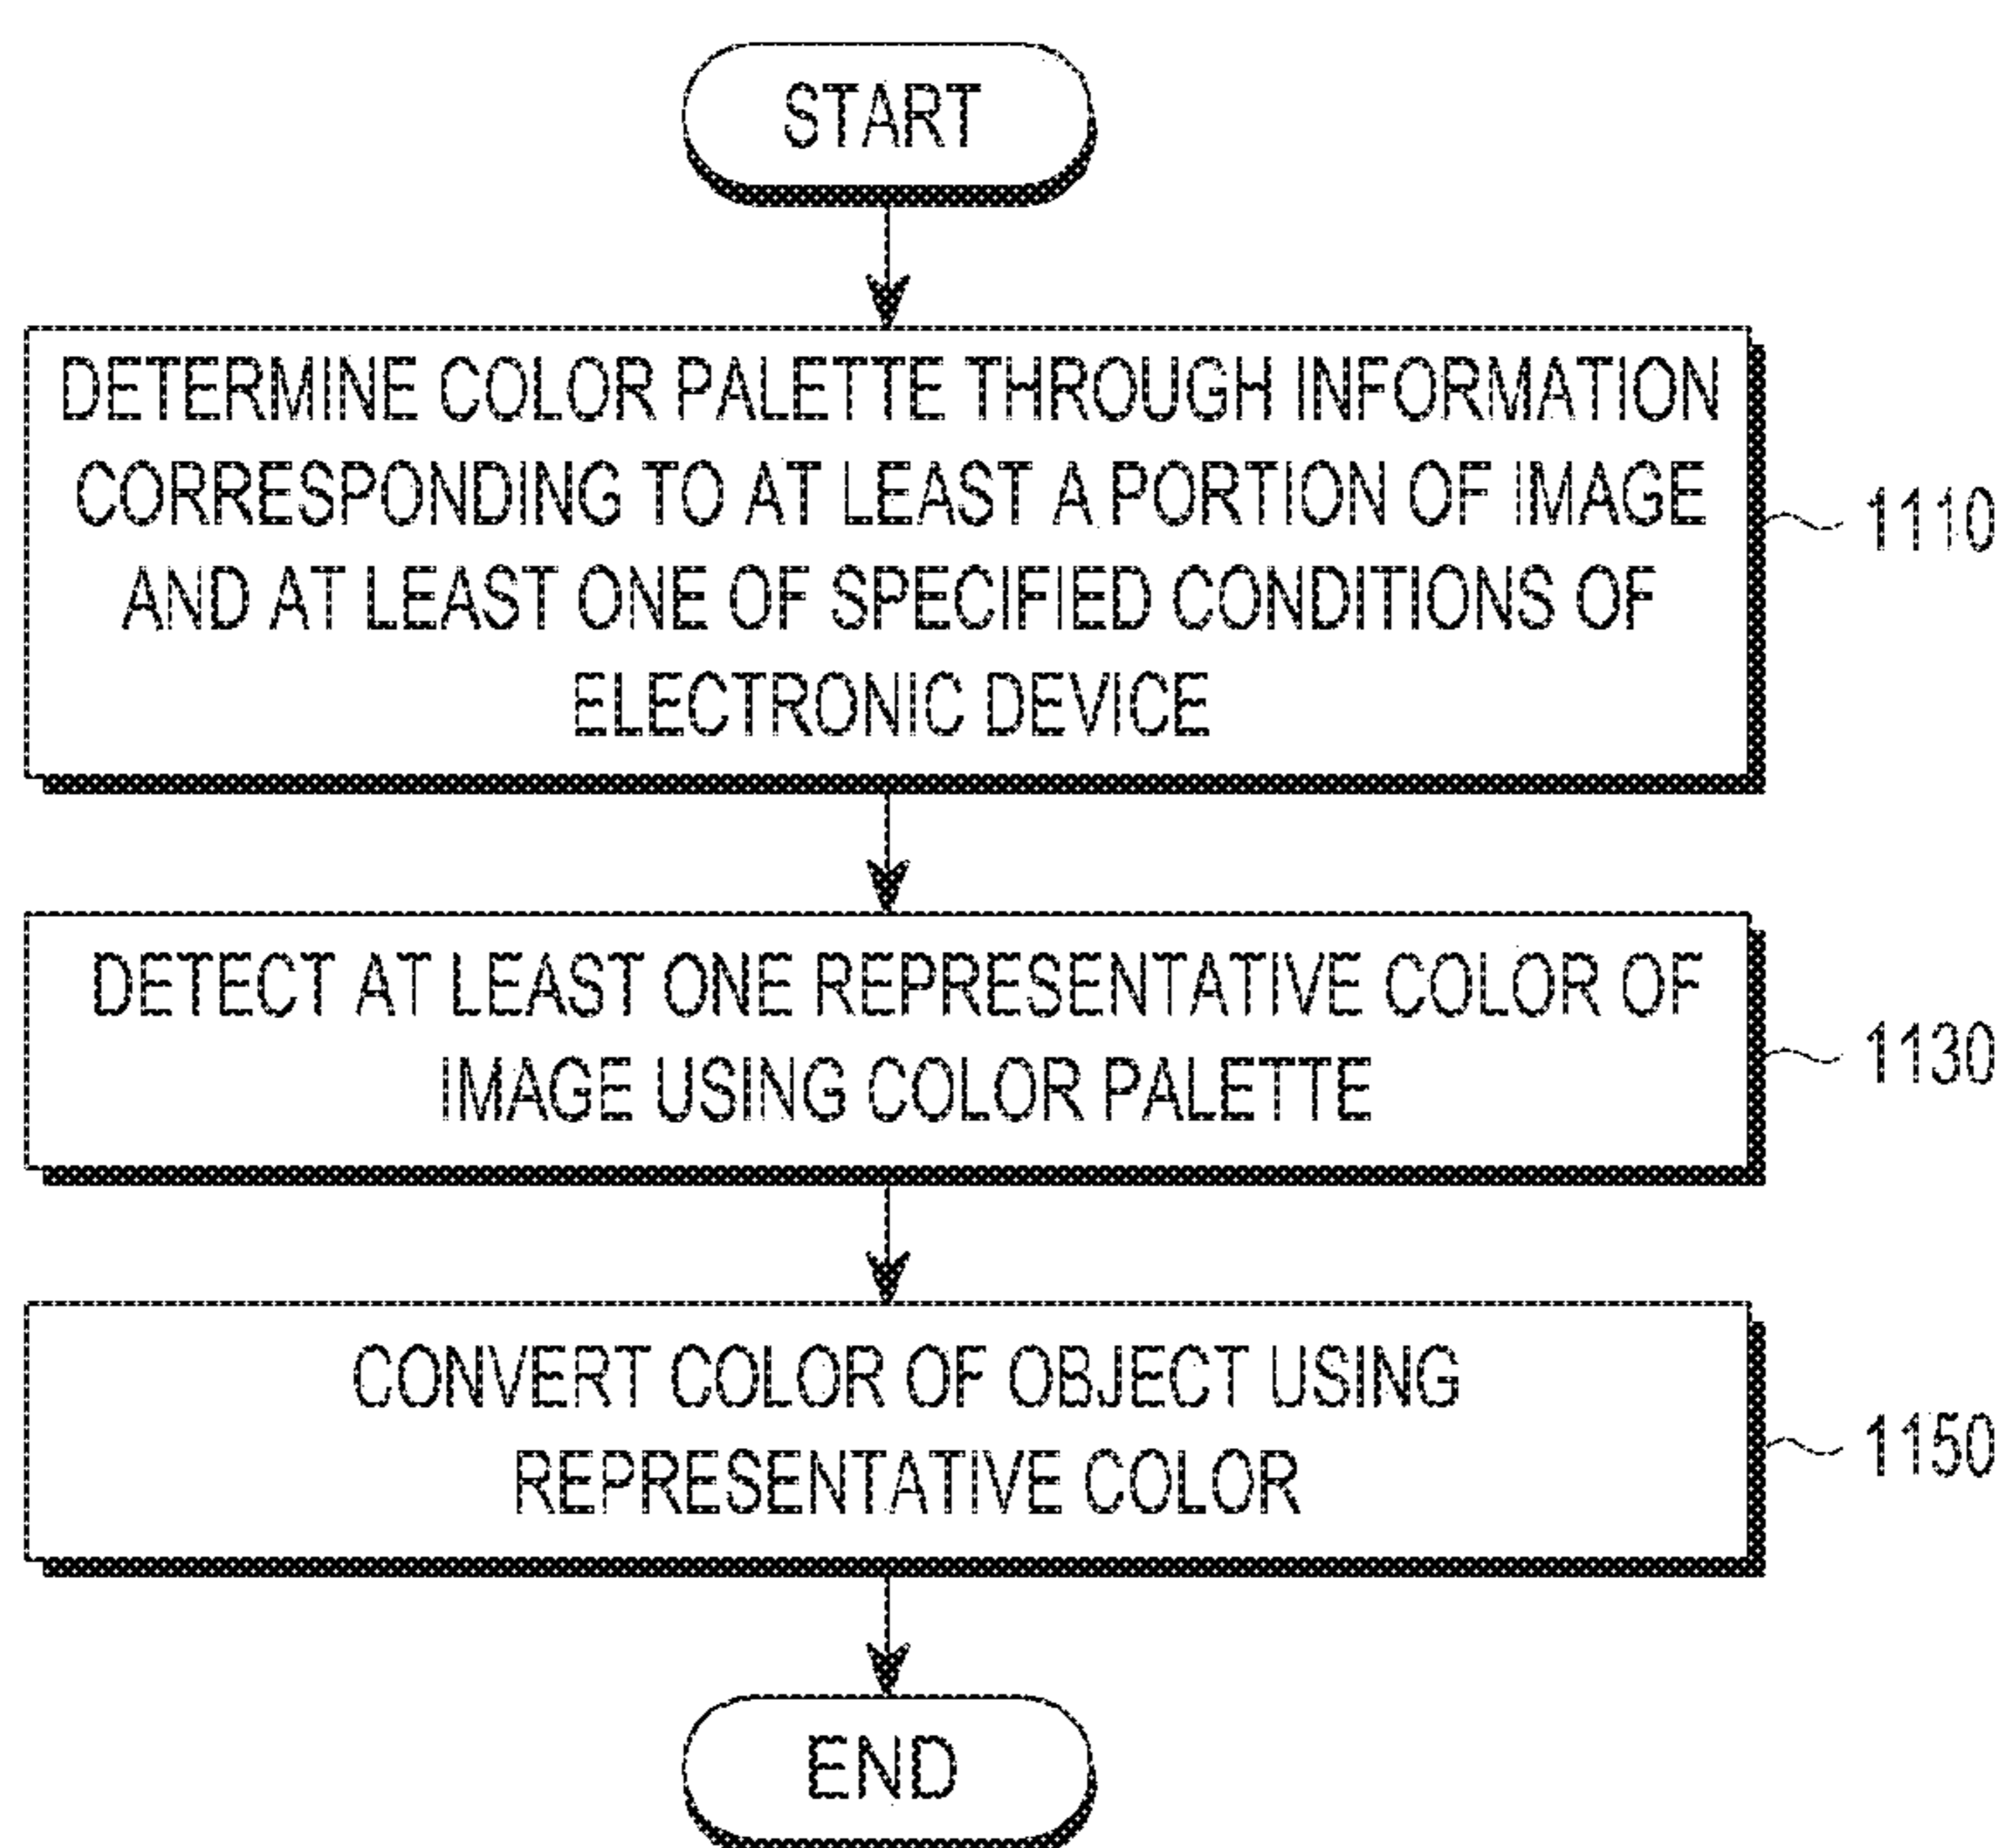 START
DETERMINE COLOR PALETTE THROUGH INFORMATION
CORRESPONDING TO AT LEAST A PORTION OF IMAGE
AND AT LEAST ONE OF SPECIFIED CONDITIONS OF
ELECTRONIC DEVICE
1110
DETECT AT LEAST ONE REPRESENTATIVE COLOR OF
IMAGE USING COLOR PALETTE
1130
CONVERT COLOR OF OBJECT USING
REPRESENTATIVE COLOR
1150
END